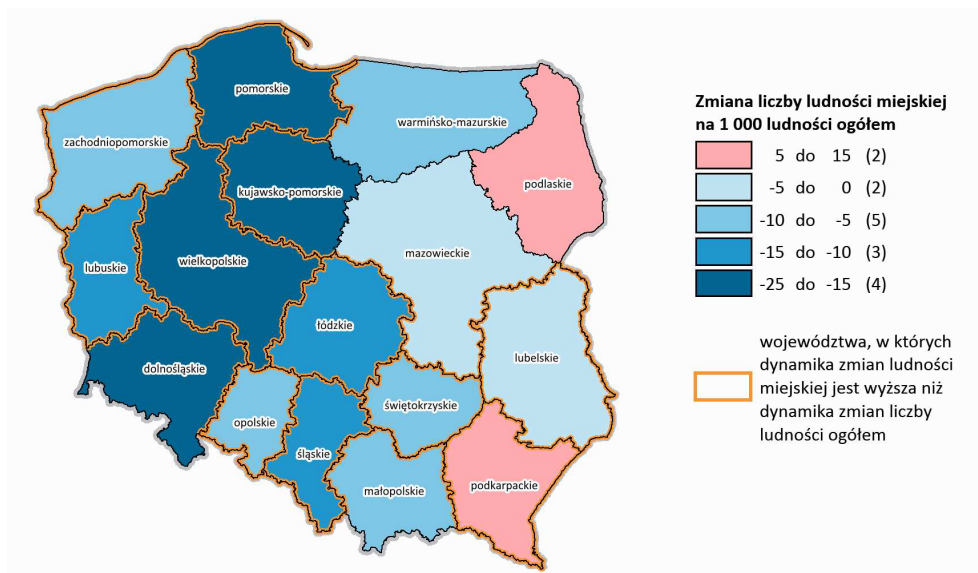 pomorskie
warmińsko-mazurskie
zachodniopomorskie
podlaskie
kujawsko-pomorskie
mazowieckie
wielkopolskie
lubuskie
łódzkie
lubelskie
dolnośląskie
świętokrzyskie
opolskie
śląskie
podkarpackie
małopolskie
Zmiana liczby ludności miejskiej
na 1 000 ludności ogółem
5 do 15 (2)
-5 do 0 (2)
-10 do -5 (5)
-15 do -10 (3)
-25 do -15 (4)
województwa, w których
dynamika zmian ludności
miejskiej jest wyższa niż
dynamika zmian liczby
ludności ogółem